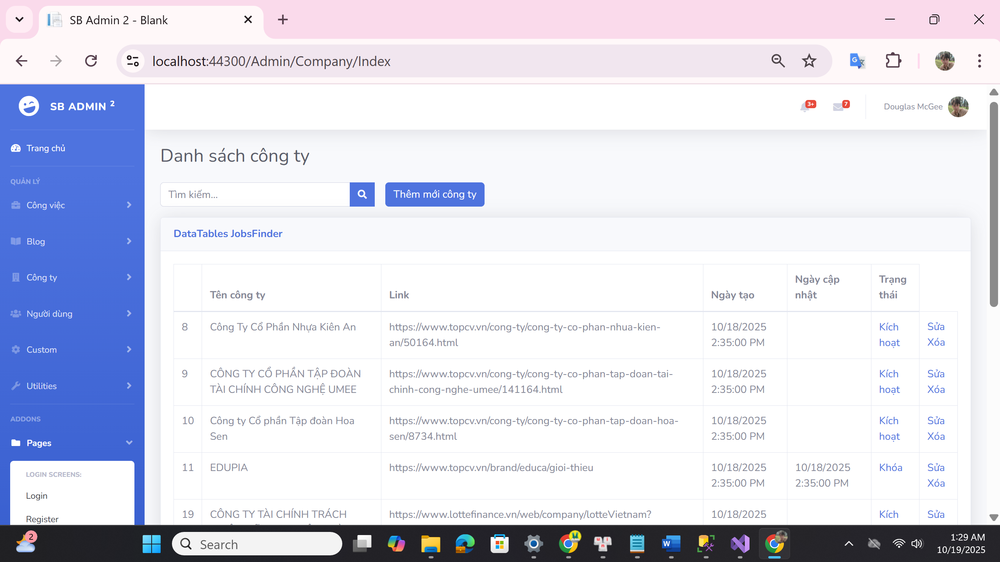 SB Admin 2 - Blank
localhost:44300/Admin/Company/Index
SB ADMIN 2
3+
7
Douglas McGee
Trang chủ
QUẢN LÝ
Công việc
Blog
Công ty
Người dùng
Custom
Utilities
ADDONS
Pages
LOGIN SCREENS:
Login
Register
Danh sách công ty
Tìm kiếm...
Thêm mới công ty
DataTables JobsFinder
Tên công ty
Link
Ngày tạo
Ngày cập
nhật
Trạng
thái
8
Công Ty Cổ Phần Nhựa Kiên An
https://www.topcv.vn/cong-ty/cong-ty-co-phan-nhua-kien-
an/50164.html
10/18/2025
2:35:00 PM
Kích
hoạt
Sửa
Xóa
9
CÔNG TY CỔ PHẦN TẬP ĐOÀN
TÀI CHÍNH CÔNG NGHỆ UMEE
https://www.topcv.vn/cong-ty/cong-ty-co-phan-tap-doan-tai-
chinh-cong-nghe-umee/141164.html
10/18/2025
2:35:00 PM
Kích
hoạt
Sửa
Xóa
10
Công ty Cổ phần Tập đoàn Hoa
Sen
https://www.topcv.vn/cong-ty/cong-ty-co-phan-tap-doan-hoa-
sen/8734.html
10/18/2025
2:35:00 PM
Kích
hoạt
Sửa
Xóa
11
EDUPIA
https://www.topcv.vn/brand/educa/gioi-thieu
10/18/2025
2:35:00 PM
10/18/2025
2:35:00 PM
Khóa
Sửa
Xóa
19
CÔNG TY TÀI CHÍNH TRÁCH
https://www.lottefinance.vn/web/company/lotteVietnam?
10/18/2025
Kích
Sửa
2
Search
1:29 AM
10/19/2025